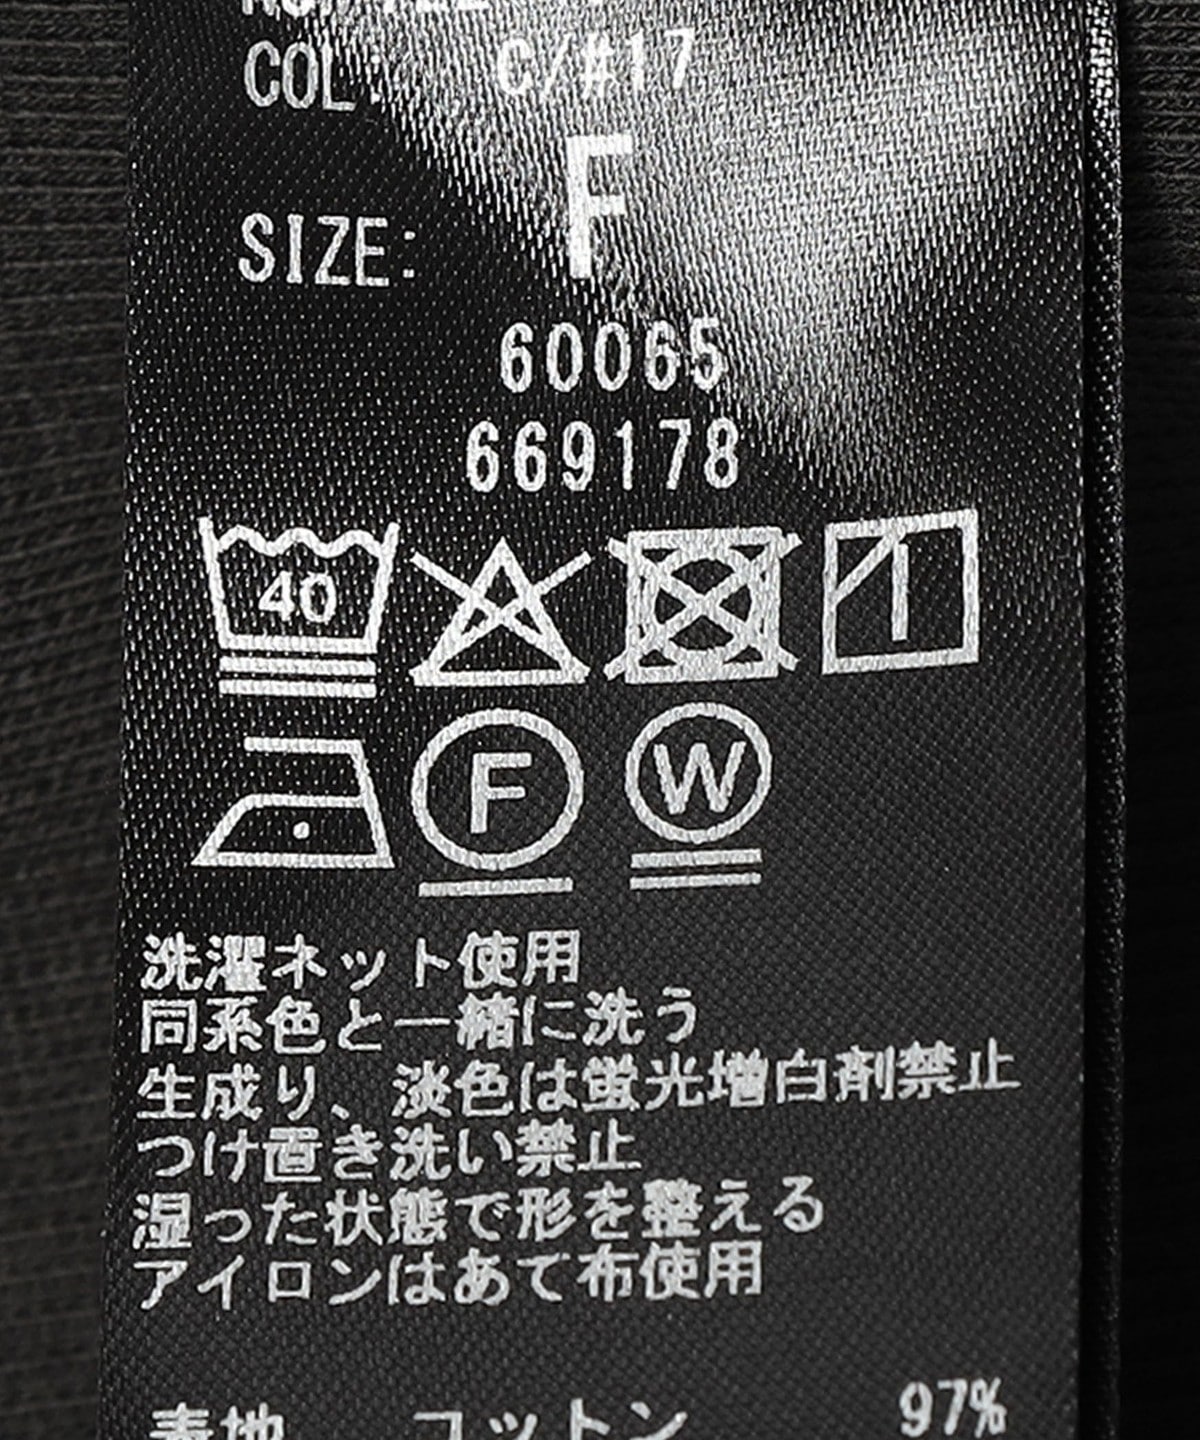 COL: C/#17
SIZE: F
60065
669178
40
F W
洗濯ネット使用
同系色と一緒に洗う
生成り、淡色は蛍光増白剤禁止
つけ置き洗い禁止
湿った状態で形を整える
アイロンはあて布使用
表地 コットン 97%